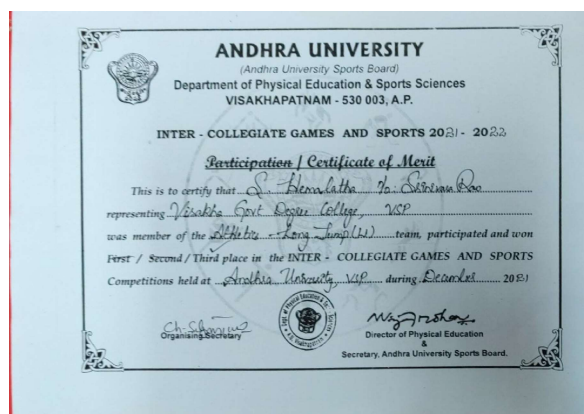 ANDHRA UNIVERSITY
(Andhra University Sports Board)
Department of Physical Education & Sports Sciences
VISAKHAPATNAM - 530 003, A.P.
INTER - COLLEGIATE GAMES AND SPORTS 2021 - 2022
Participation / Certificate of Merit
This is to certify that S. Hemalatha D/o: Srinivasa Rao
representing Visakha Govt Degree College, VSP
was member of the Athletics - Long Jump (W) team, participated and won
First / Second / Third place in the INTER - COLLEGIATE GAMES AND SPORTS
Competitions held at Andhra University, VSP during December 2021
Organising Secretary
Director of Physical Education
&
Secretary, Andhra University Sports Board.